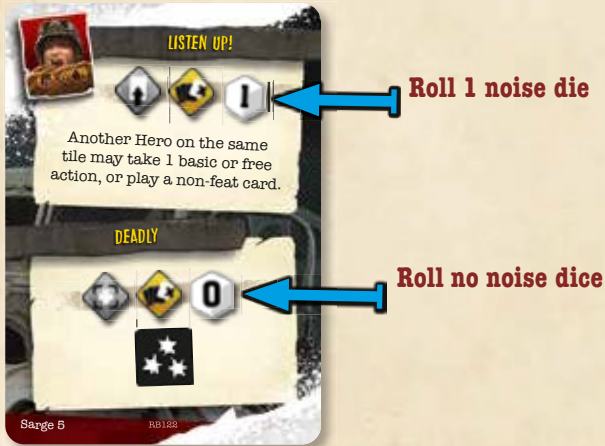 LISTEN UP!
1
Roll 1 noise die
Another Hero on the same
tile may take 1 basic or free
action, or play a non-feat card.
DEADLY
0
Roll no noise dice
Sarge 5
RB122